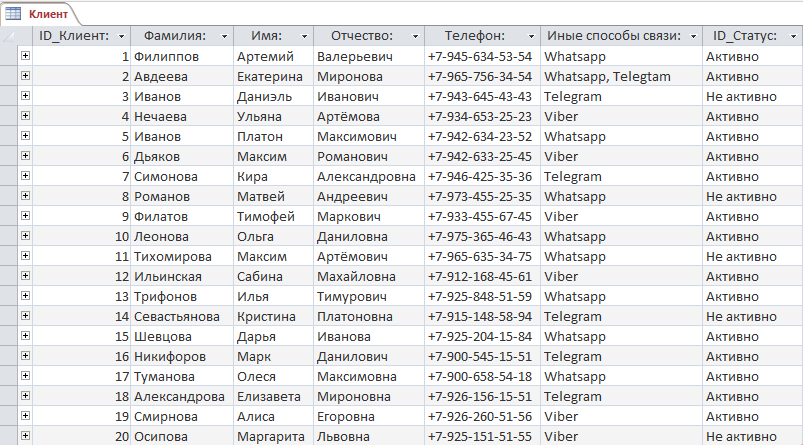 Клиент
ID_Клиент: Фамилия: Имя: Отчество: Телефон: Иные способы связи: ID_Статус:
1 Филиппов Артемий Валерьевич +7-945-634-53-54 Whatsapp Активно
2 Авдеева Екатерина Миронова +7-965-756-34-54 Whatsapp, Telegtam Активно
3 Иванов Даниэль Иванович +7-943-645-43-43 Telegram Не активно
4 Нечаева Ульяна Артёмова +7-934-653-25-23 Viber Активно
5 Иванов Платон Максимович +7-942-634-23-52 Whatsapp Активно
6 Дьяков Максим Романович +7-942-633-25-45 Viber Активно
7 Симонова Кира Александровна +7-946-425-35-36 Telegram Активно
8 Романов Матвей Андреевич +7-973-455-25-35 Whatsapp Не активно
9 Филатов Тимофей Маркович +7-933-455-67-45 Viber Активно
10 Леонова Ольга Даниловна +7-975-365-46-43 Whatsapp Активно
11 Тихомирова Максим Артёмович +7-965-635-34-75 Whatsapp Не активно
12 Ильинская Сабина Махайловна +7-912-168-45-61 Viber Активно
13 Трифонов Илья Тимурович +7-925-848-51-59 Whatsapp Активно
14 Севастьянова Кристина Платоновна +7-915-148-58-94 Telegram Не активно
15 Шевцова Дарья Иванова +7-925-204-15-84 Whatsapp Активно
16 Никифоров Марк Данилович +7-900-545-15-51 Telegram Активно
17 Туманова Олеся Максимовна +7-900-658-54-18 Whatsapp Активно
18 Александрова Елизавета Мироновна +7-926-156-15-51 Telegram Активно
19 Смирнова Алиса Егоровна +7-926-260-51-56 Viber Активно
20 Осипова Маргарита Львовна +7-925-151-51-55 Viber Не активно